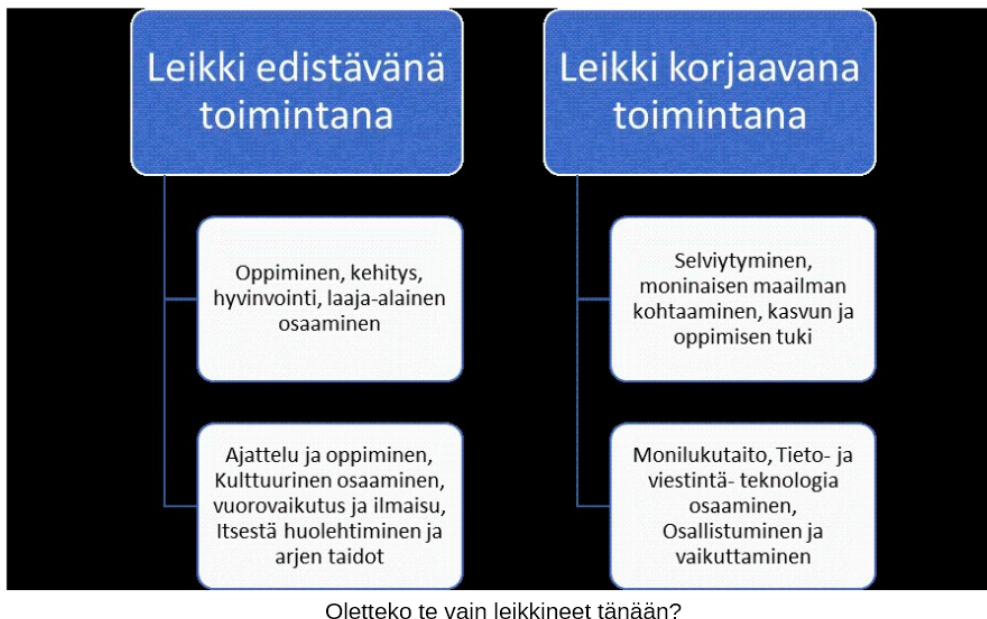 Leikki edistävänä
toimintana
Oppiminen, kehitys,
hyvinvointi, laaja-alainen
osaaminen
Ajattelu ja oppiminen,
Kulttuurinen osaaminen,
vuorovaikutus ja ilmaisu,
Itsestä huolehtiminen ja
arjen taidot
Leikki korjaavana
toimintana
Selviytyminen,
moninaisen maailman
kohtaaminen, kasvun ja
oppimisen tuki
Monilukutaito, Tieto- ja
viestintä- teknologia
osaaminen,
Osallistuminen ja
vaikuttaminen
Oletteko te vain leikkineet tänään?